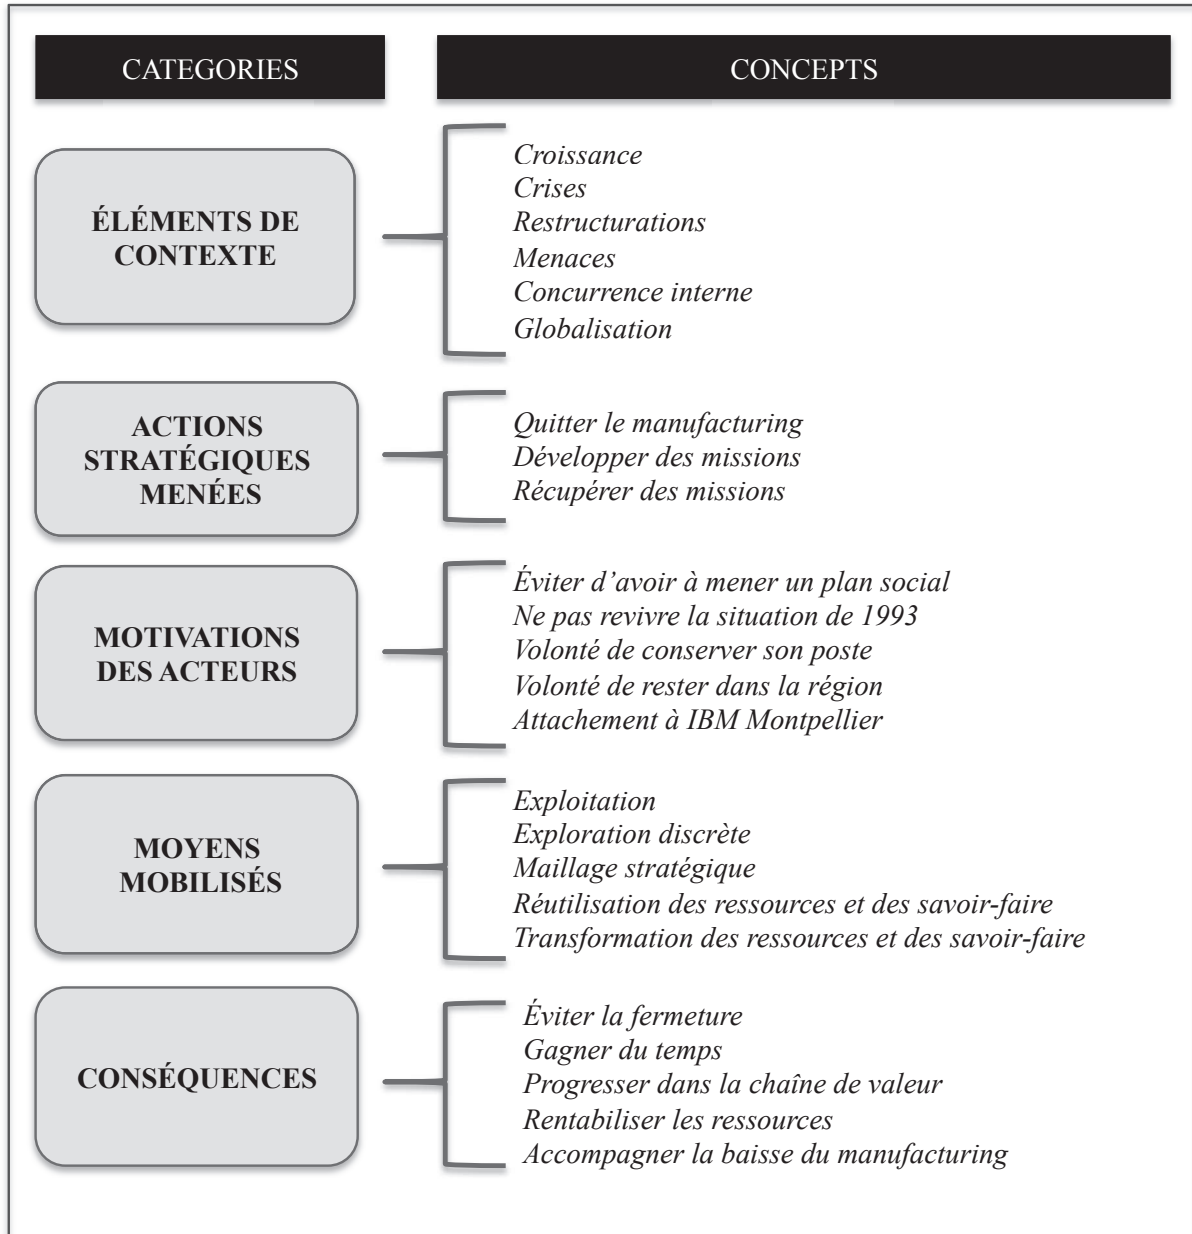 CATEGORIES
CONCEPTS
ÉLÉMENTS DE
CONTEXTE
Croissance
Crises
Restructurations
Menaces
Concurrence interne
Globalisation
ACTIONS
STRATÉGIQUES
MENÉES
Quitter le manufacturing
Développer des missions
Récupérer des missions
MOTIVATIONS
DES ACTEURS
Éviter d’avoir à mener un plan social
Ne pas revivre la situation de 1993
Volonté de conserver son poste
Volonté de rester dans la région
Attachement à IBM Montpellier
MOYENS
MOBILISÉS
Exploitation
Exploration discrète
Maillage stratégique
Réutilisation des ressources et des savoir-faire
Transformation des ressources et des savoir-faire
CONSÉQUENCES
Éviter la fermeture
Gagner du temps
Progresser dans la chaîne de valeur
Rentabiliser les ressources
Accompagner la baisse du manufacturing